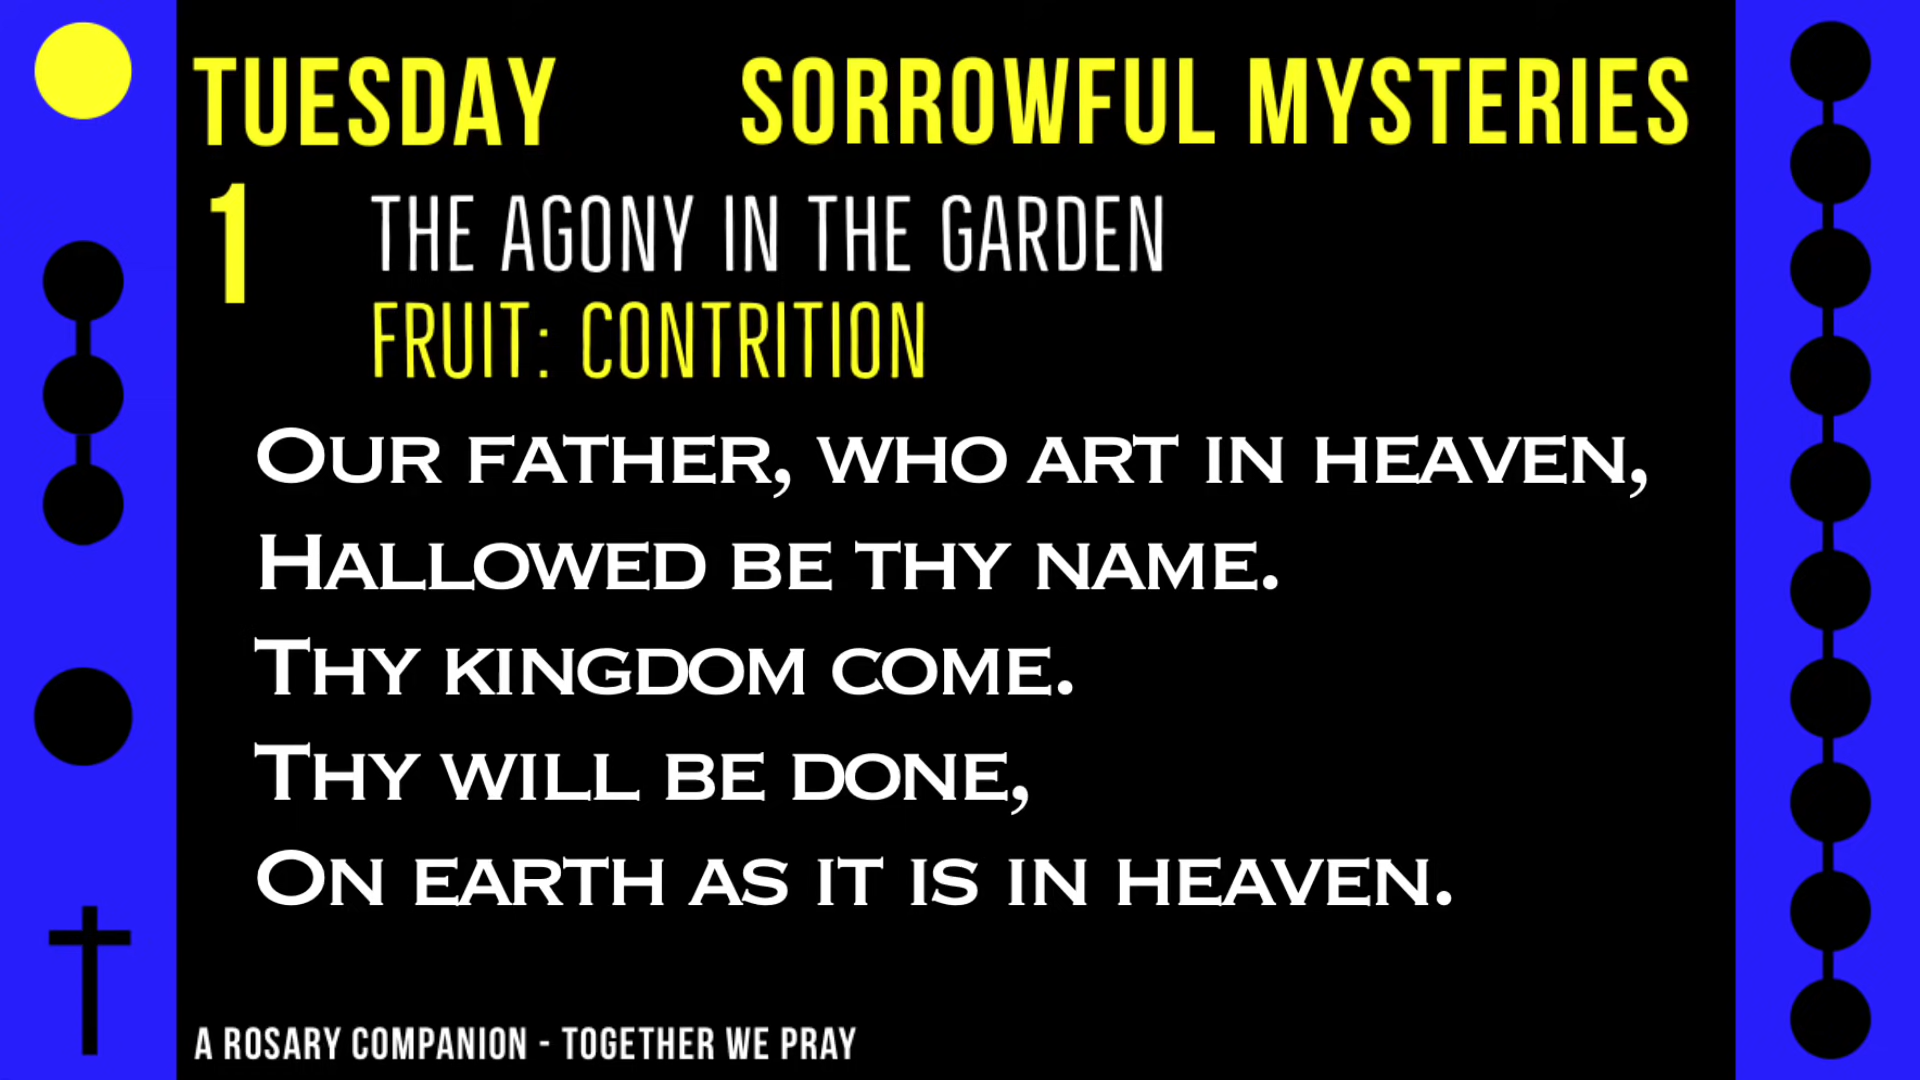 TUESDAY SORROWFUL MYSTERIES
1 THE AGONY IN THE GARDEN
FRUIT: CONTRITION
OUR FATHER, WHO ART IN HEAVEN,
HALLOWED BE THY NAME.
THY KINGDOM COME.
THY WILL BE DONE,
ON EARTH AS IT IS IN HEAVEN.
A ROSARY COMPANION - TOGETHER WE PRAY